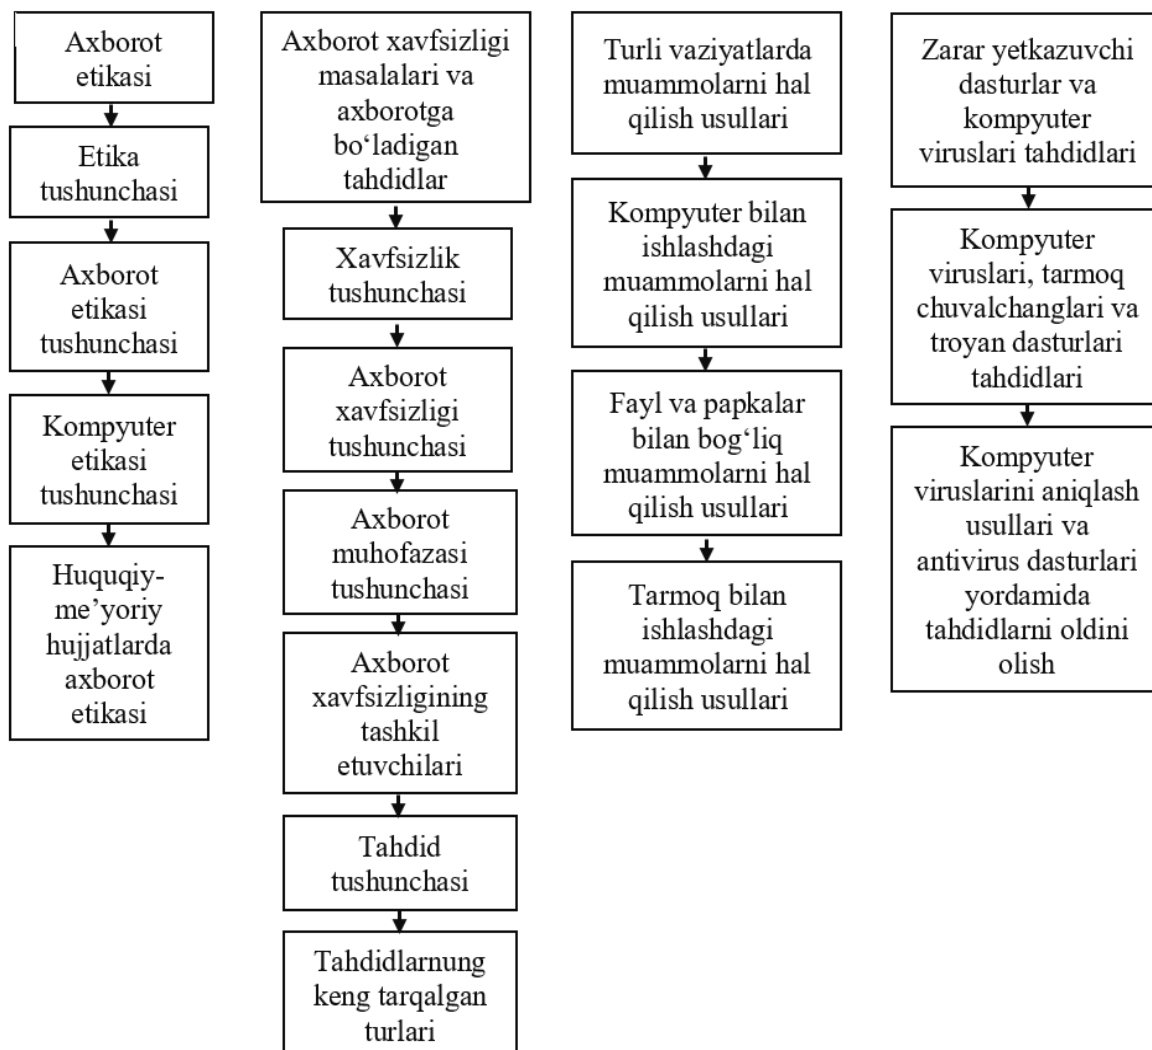 Axborot
etikasi
Etika
tushunchasi
Axborot
etikasi
tushunchasi
Kompyuter
etikasi
tushunchasi
Huquqiy-
me’yoriy
hujjatlarda
axborot
etikasi
Axborot xavfsizligi
masalalari va
axborotga
bo‘ladigan
tahdidlar
Xavfsizlik
tushunchasi
Axborot
xavfsizligi
tushunchasi
Axborot
muhofazasi
tushunchasi
Axborot
xavfsizligining
tashkil
etuvchilari
Tahdid
tushunchasi
Tahdidlarnung
keng tarqalgan
turlari
Turli vaziyatlarda
muammolarni hal
qilish usullari
Kompyuter bilan
ishlashdagi
muammolarni hal
qilish usullari
Fayl va papkalar
bilan bog‘liq
muammolarni hal
qilish usullari
Tarmoq bilan
ishlashdagi
muammolarni hal
qilish usullari
Zarar yetkazuvchi
dasturlar va
kompyuter
viruslari tahdidlari
Kompyuter
viruslari, tarmoq
chuvalchanglari va
troyan dasturlari
tahdidlari
Kompyuter
viruslarini aniqlash
usullari va
antivirus dasturlari
yordamida
tahdidlarni oldini
olish